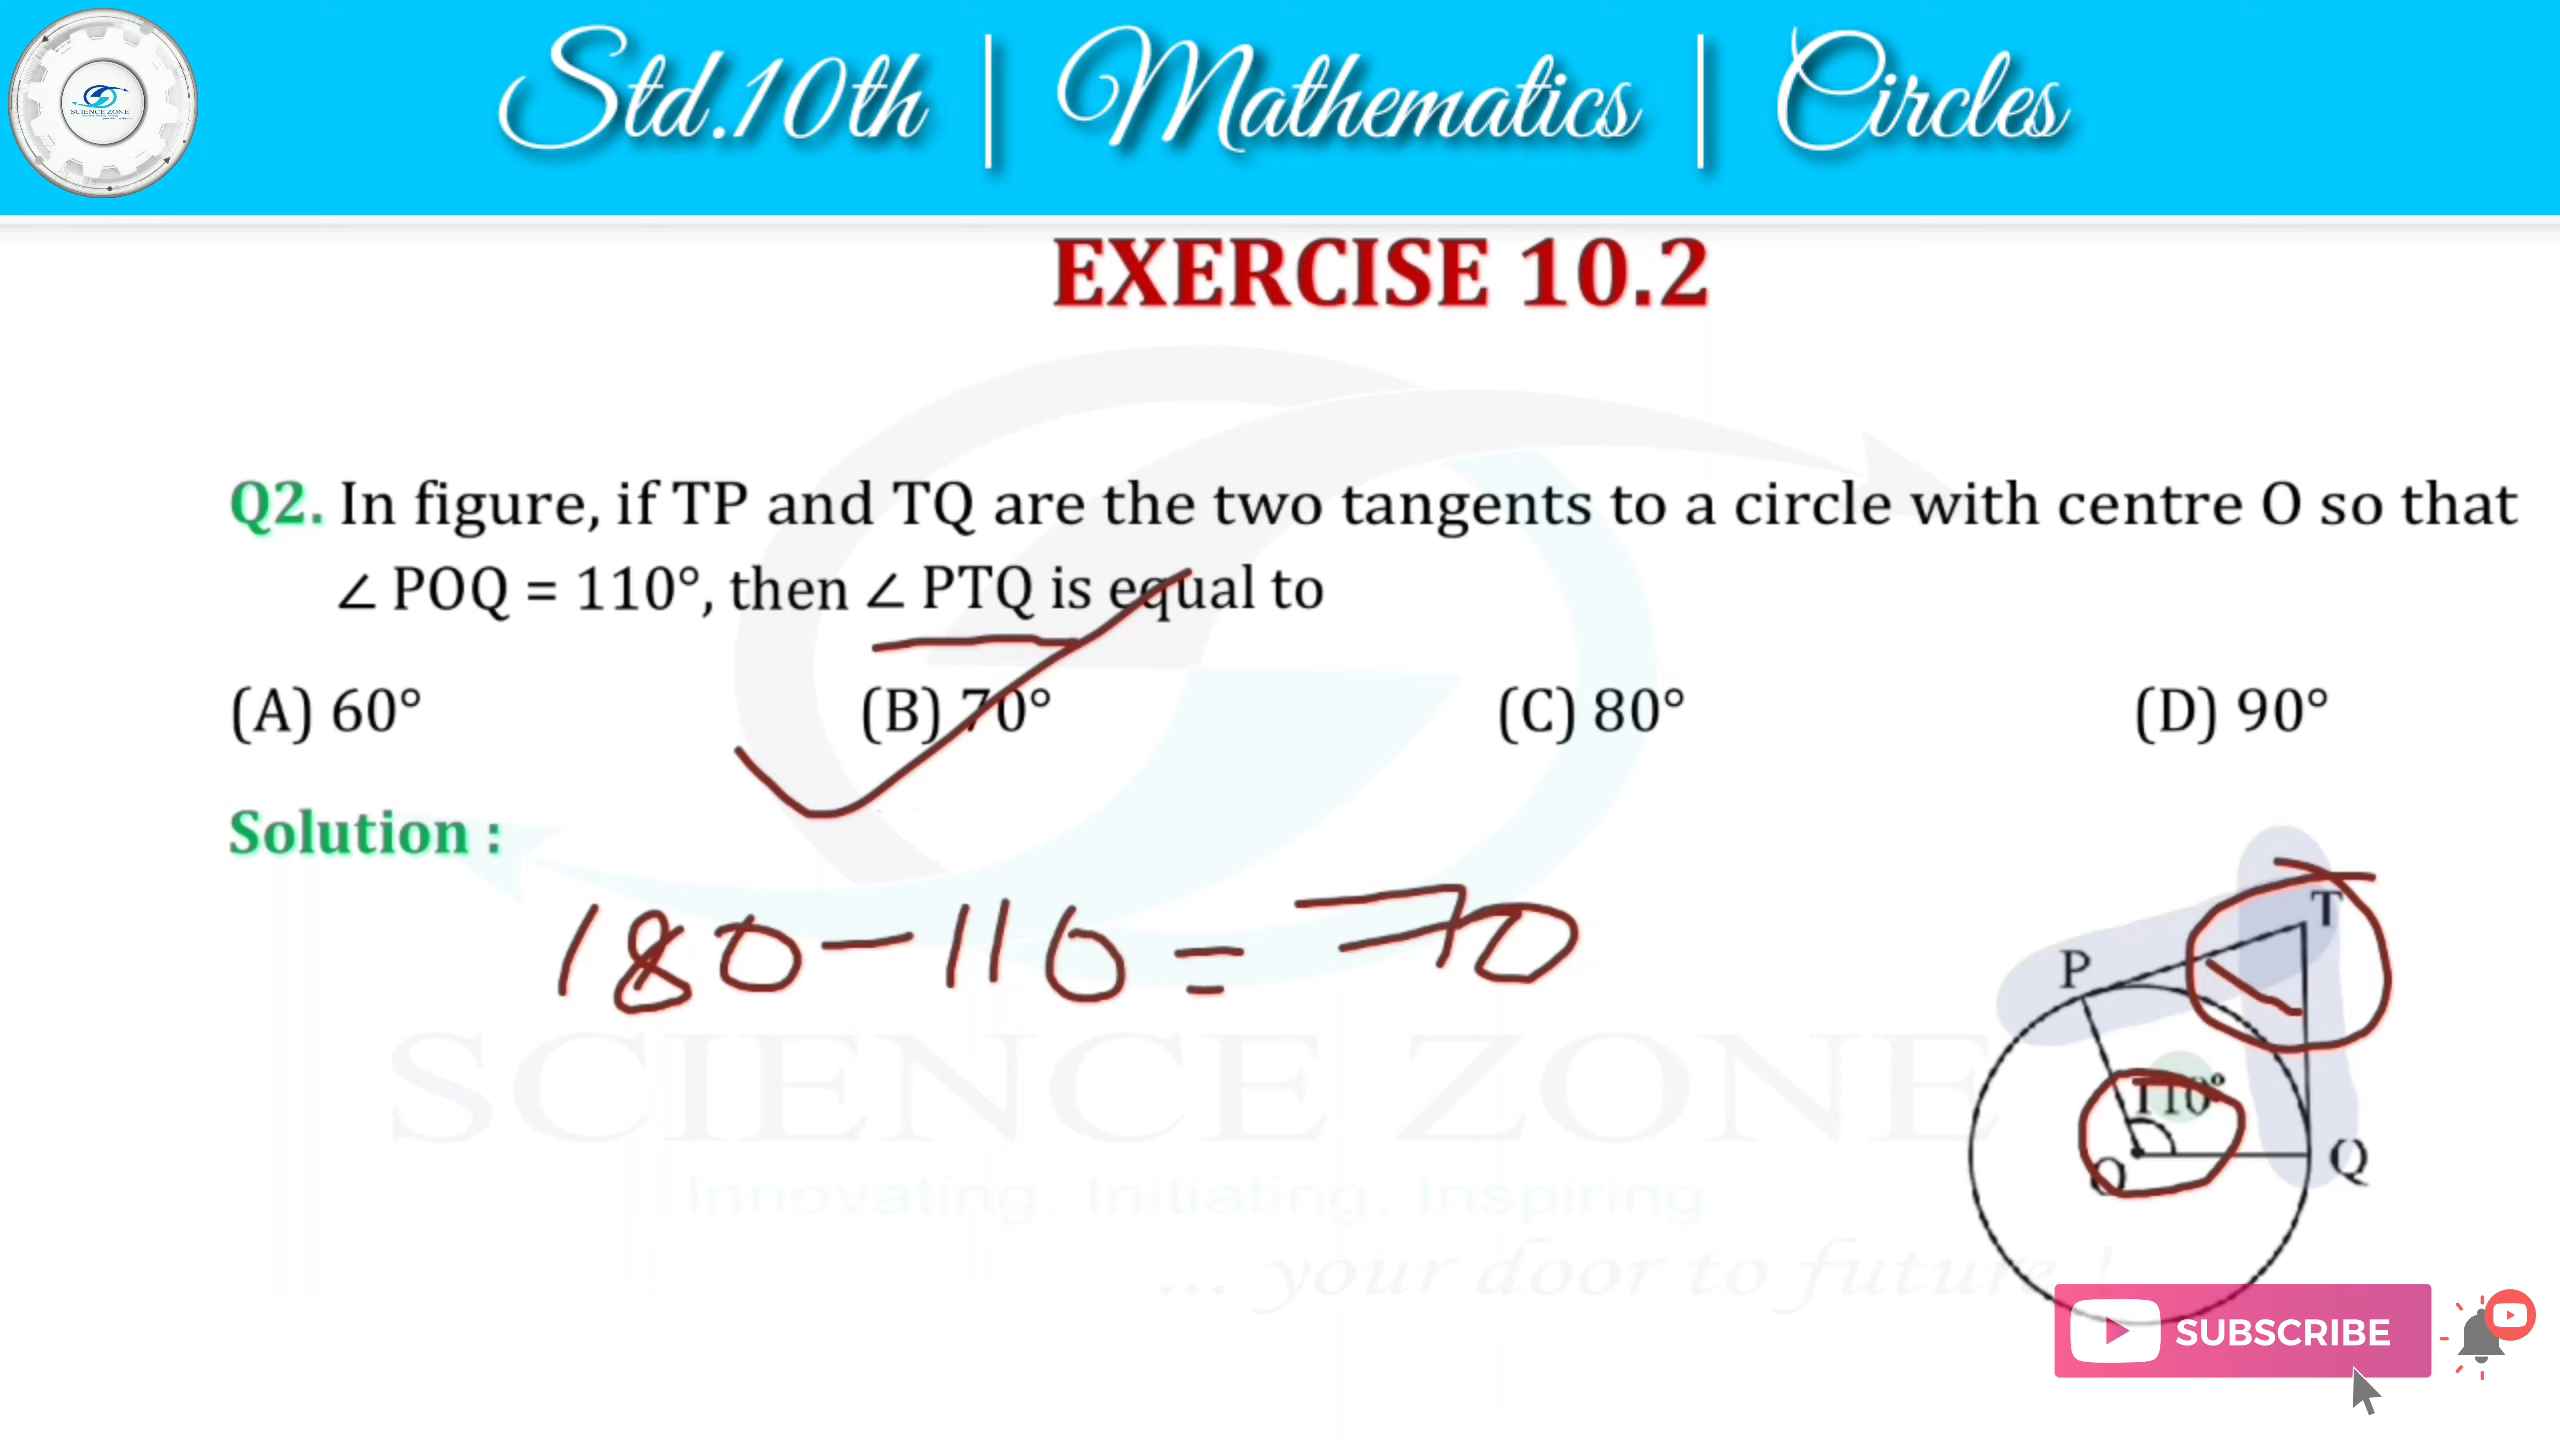 Std.10th | Mathematics | Circles
SCIENCE ZONE
EXERCISE 10.2
Q2. In figure, if TP and TQ are the two tangents to a circle with centre O so that
∠ POQ = 110°, then ∠ PTQ is equal to
(A) 60° (B) 70° (C) 80° (D) 90°
Solution :
180-110=70
T
P
110°
O
Q
SCIENCE ZONE
Innovating. Initiating. Inspiring
... your door to future !
SUBSCRIBE